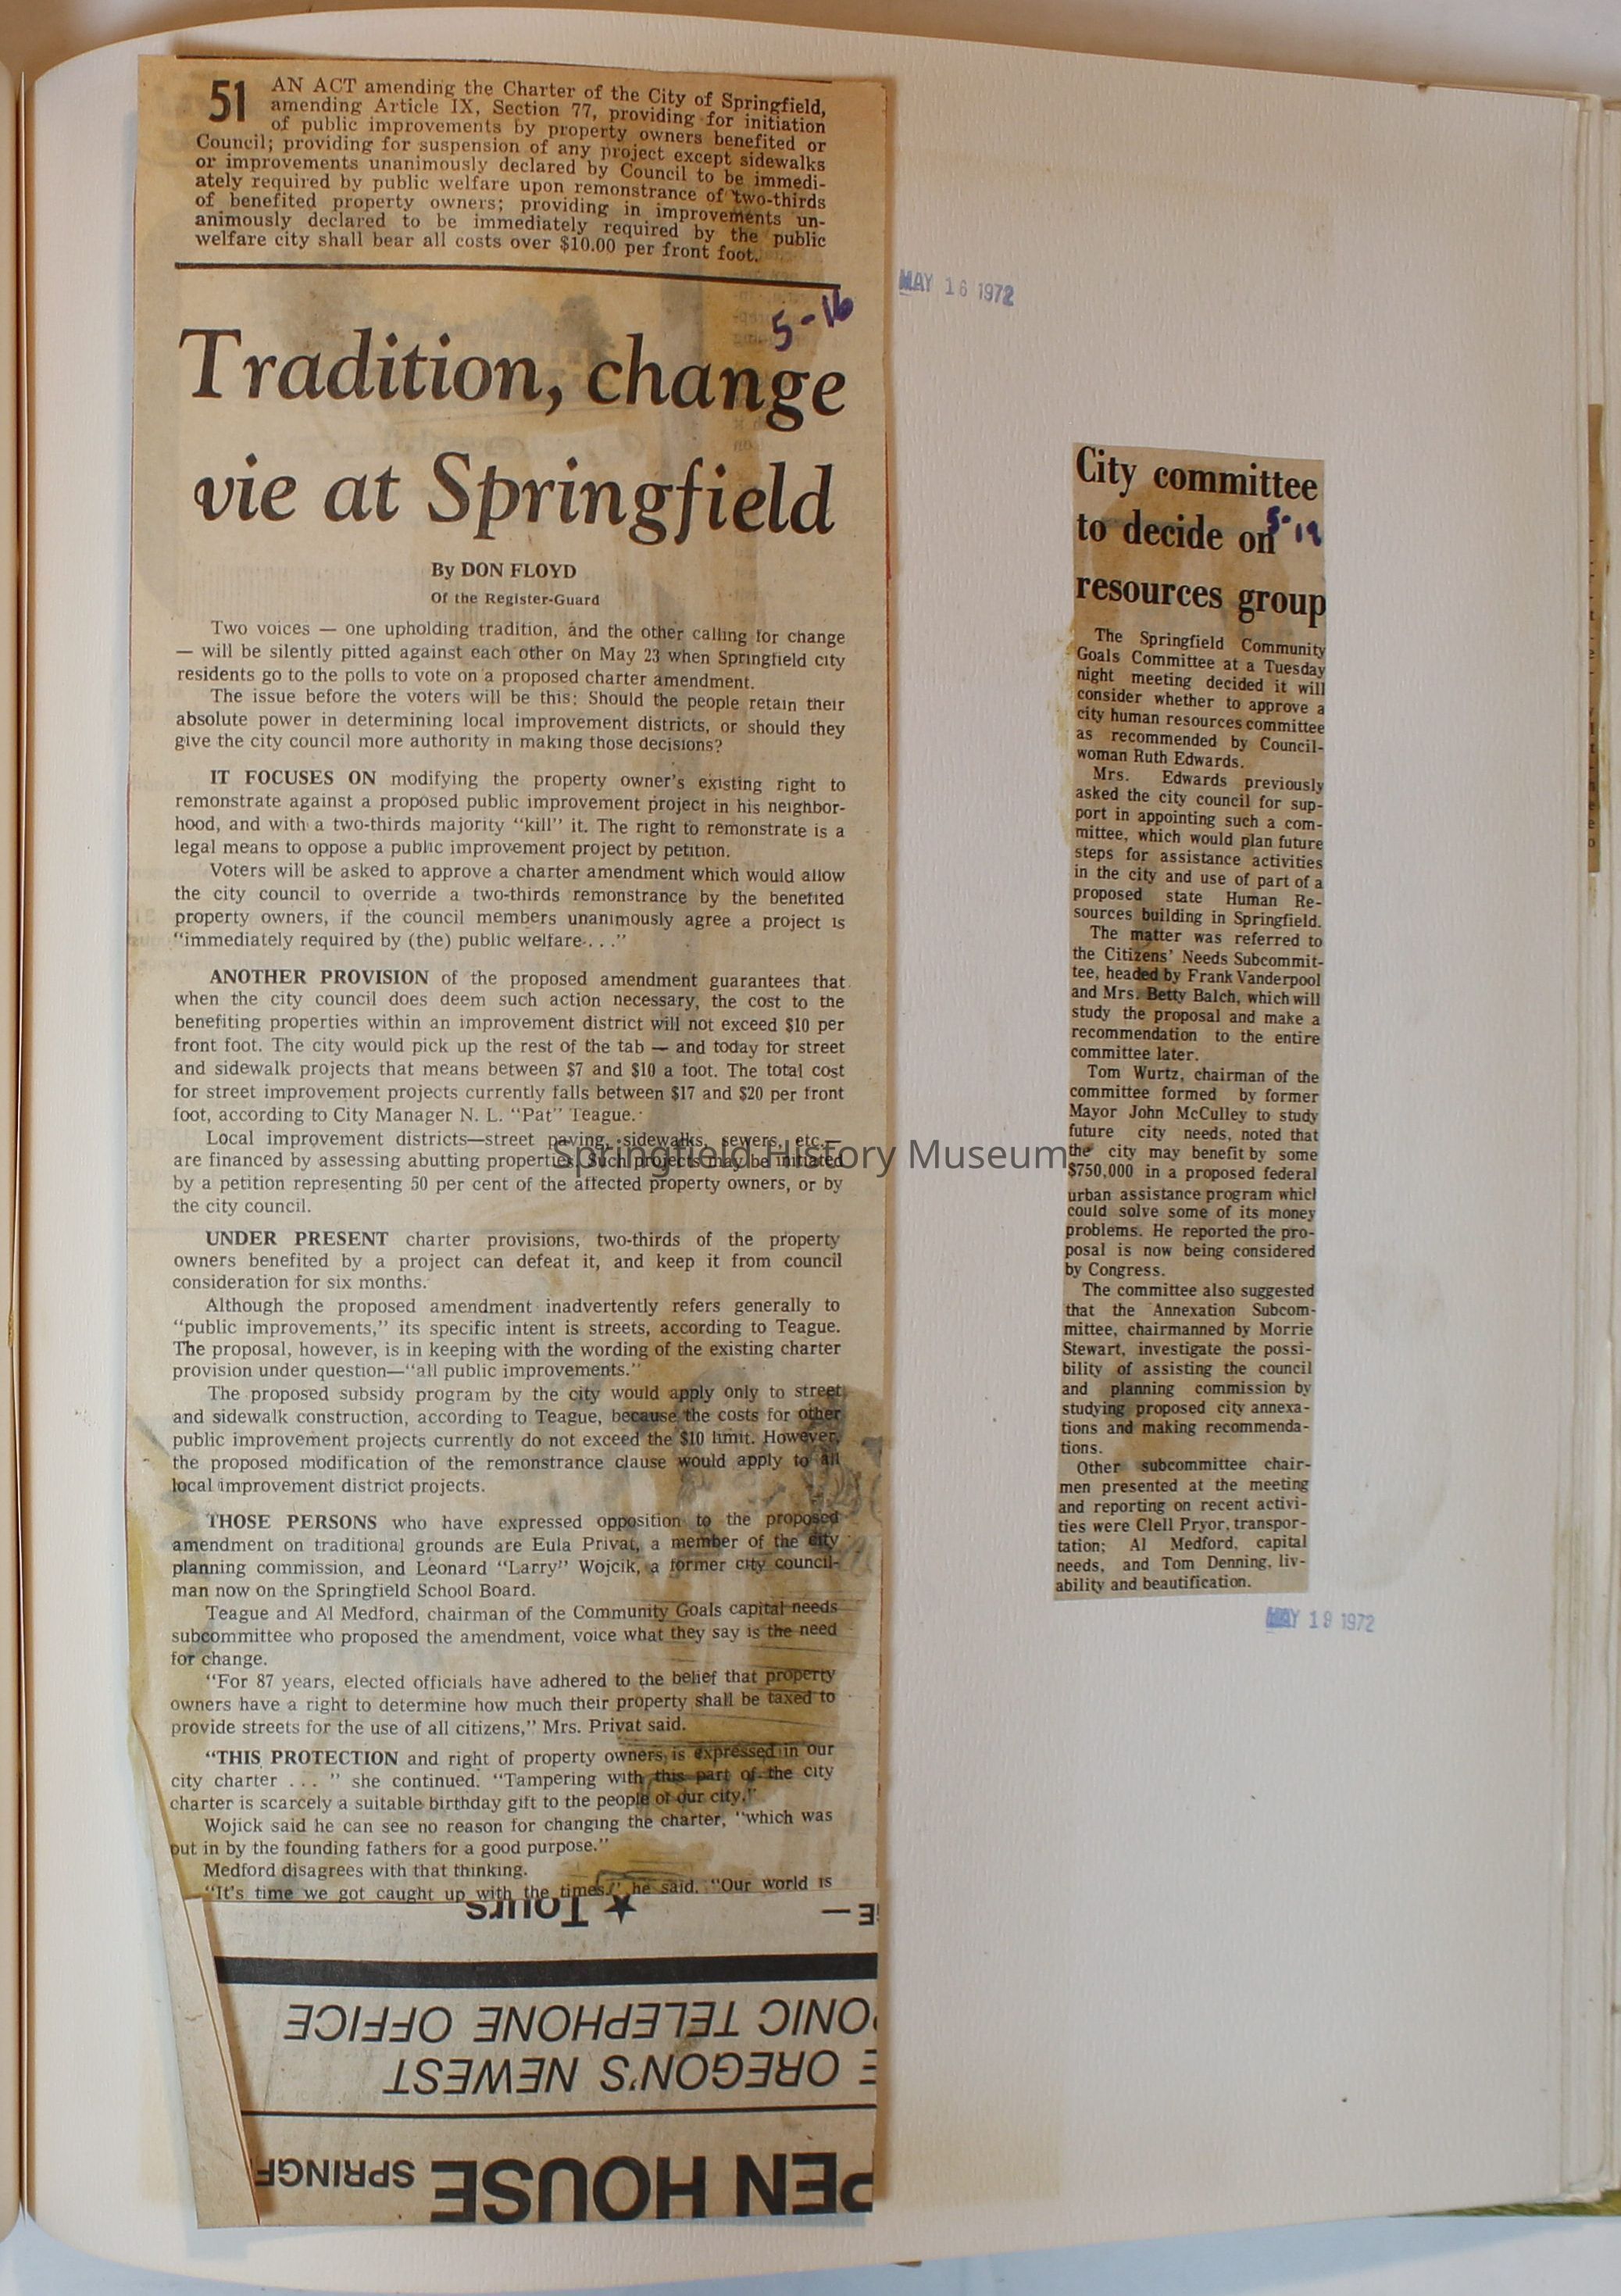 51 AN ACT amending the Charter of the City of Springfield,
amending Article IX, Section 77, providing for initiation
of public improvements by property owners benefited or
Council; providing for suspension of any project except sidewalks
or improvements unanimously declared by Council to be immedi-
ately required by public welfare upon remonstrance of two-thirds
of benefited property owners; providing in improvements un-
animously declared to be immediately required by the public
welfare city shall bear all costs over $10.00 per front foot.
5-16
MAY 16 1972
Tradition, change
vie at Springfield
By DON FLOYD
Of the Register-Guard
Two voices — one upholding tradition, and the other calling for change
— will be silently pitted against each other on May 23 when Springfield city
residents go to the polls to vote on a proposed charter amendment.
The issue before the voters will be this: Should the people retain their
absolute power in determining local improvement districts, or should they
give the city council more authority in making those decisions?
IT FOCUSES ON modifying the property owner's existing right to
remonstrate against a proposed public improvement project in his neighbor-
hood, and with a two-thirds majority "kill" it. The right to remonstrate is a
legal means to oppose a public improvement project by petition.
Voters will be asked to approve a charter amendment which would allow
the city council to override a two-thirds remonstrance by the benefited
property owners, if the council members unanimously agree a project is
"immediately required by (the) public welfare. . ."
ANOTHER PROVISION of the proposed amendment guarantees that
when the city council does deem such action necessary, the cost to the
benefiting properties within an improvement district will not exceed $10 per
front foot. The city would pick up the rest of the tab — and today for street
and sidewalk projects that means between $7 and $10 a foot. The total cost
for street improvement projects currently falls between $17 and $20 per front
foot, according to City Manager N. L. "Pat" Teague.
Local improvement districts—street paving, sidewalks, sewers, etc.—
are financed by assessing abutting properties. Such projects may be initiated
by a petition representing 50 per cent of the affected property owners, or by
the city council.
UNDER PRESENT charter provisions, two-thirds of the property
owners benefited by a project can defeat it, and keep it from council
consideration for six months.
Although the proposed amendment inadvertently refers generally to
"public improvements," its specific intent is streets, according to Teague.
The proposal, however, is in keeping with the wording of the existing charter
provision under question—"all public improvements."
The proposed subsidy program by the city would apply only to street
and sidewalk construction, according to Teague, because the costs for other
public improvement projects currently do not exceed the $10 limit. However,
the proposed modification of the remonstrance clause would apply to all
local improvement district projects.
THOSE PERSONS who have expressed opposition to the proposed
amendment on traditional grounds are Eula Privat, a member of the city
planning commission, and Leonard "Larry" Wojcik, a former city council-
man now on the Springfield School Board.
Teague and Al Medford, chairman of the Community Goals capital needs
subcommittee who proposed the amendment, voice what they say is the need
for change.
"For 87 years, elected officials have adhered to the belief that property
owners have a right to determine how much their property shall be taxed to
provide streets for the use of all citizens," Mrs. Privat said.
"THIS PROTECTION and right of property owners is expressed in our
city charter . . . " she continued. "Tampering with this part of the city
charter is scarcely a suitable birthday gift to the people of our city."
Wojick said he can see no reason for changing the charter, "which was
put in by the founding fathers for a good purpose."
Medford disagrees with that thinking.
"It's time we got caught up with the times," he said. "Our world is
★ Tours
E —
ONIC TELEPHONE OFFICE
E OREGON'S NEWEST
PEN HOUSE SPRINGF
City committee
to decide on
5-19
resources group
The Springfield Community
Goals Committee at a Tuesday
night meeting decided it will
consider whether to approve a
city human resources committee
as recommended by Council-
woman Ruth Edwards.
Mrs. Edwards previously
asked the city council for sup-
port in appointing such a com-
mittee, which would plan future
steps for assistance activities
in the city and use of part of a
proposed state Human Re-
sources building in Springfield.
The matter was referred to
the Citizens' Needs Subcommit-
tee, headed by Frank Vanderpool
and Mrs. Betty Balch, which will
study the proposal and make a
recommendation to the entire
committee later.
Tom Wurtz, chairman of the
committee formed by former
Mayor John McCulley to study
future city needs, noted that
the city may benefit by some
$750,000 in a proposed federal
urban assistance program which
could solve some of its money
problems. He reported the pro-
posal is now being considered
by Congress.
The committee also suggested
that the Annexation Subcom-
mittee, chairmanned by Morrie
Stewart, investigate the possi-
bility of assisting the council
and planning commission by
studying proposed city annexa-
tions and making recommenda-
tions.
Other subcommittee chair-
men presented at the meeting
and reporting on recent activi-
ties were Clell Pryor, transpor-
tation; Al Medford, capital
needs, and Tom Denning, liv-
ability and beautification.
MAY 19 1972
Springfield History Museum